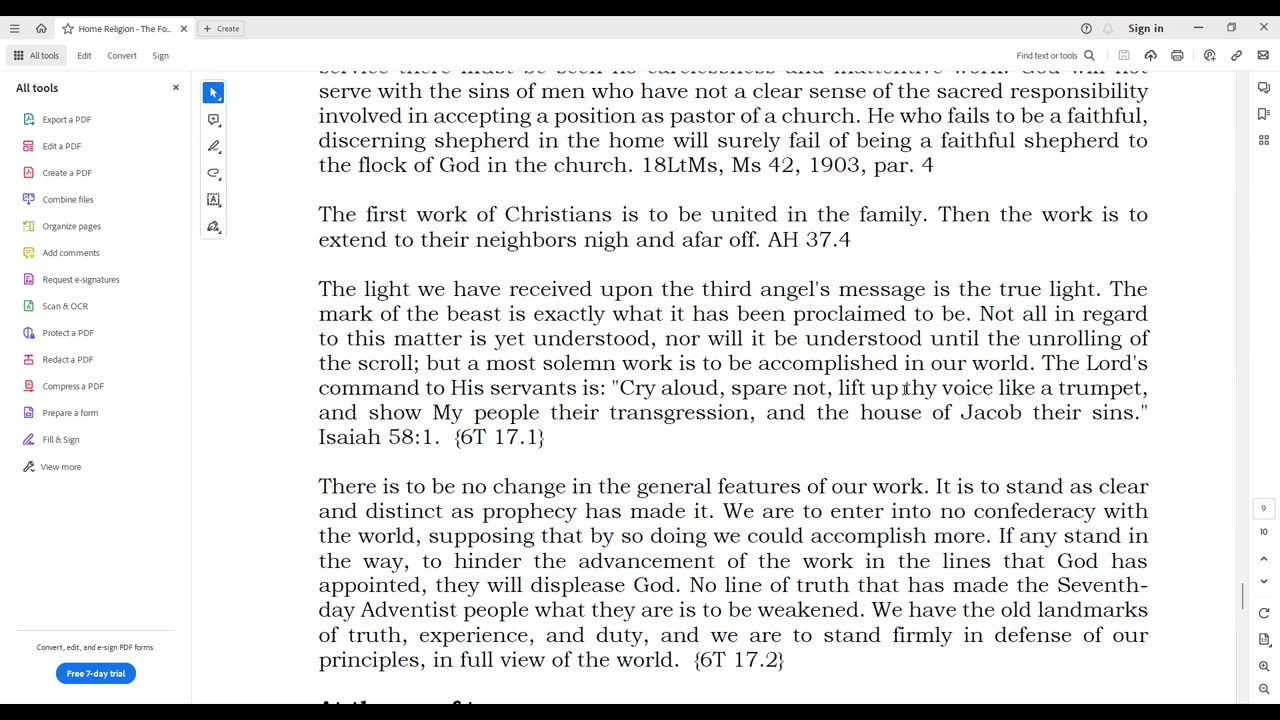 Home Religion - The Fo...
Create
Sign in
All tools
Edit
Convert
Sign
Find text or tools
All tools
Export a PDF
Edit a PDF
Create a PDF
Combine files
Organize pages
Add comments
Request e-signatures
Scan & OCR
Protect a PDF
Redact a PDF
Compress a PDF
Prepare a form
Fill & Sign
View more
Convert, edit, and e-sign PDF forms.
Free 7-day trial
service there must be seen no carelessness and inattentive work. God will not
serve with the sins of men who have not a clear sense of the sacred responsibility
involved in accepting a position as pastor of a church. He who fails to be a faithful,
discerning shepherd in the home will surely fail of being a faithful shepherd to
the flock of God in the church. 18LtMs, Ms 42, 1903, par. 4
The first work of Christians is to be united in the family. Then the work is to
extend to their neighbors nigh and afar off. AH 37.4
The light we have received upon the third angel's message is the true light. The
mark of the beast is exactly what it has been proclaimed to be. Not all in regard
to this matter is yet understood, nor will it be understood until the unrolling of
the scroll; but a most solemn work is to be accomplished in our world. The Lord's
command to His servants is: "Cry aloud, spare not, lift up thy voice like a trumpet,
and show My people their transgression, and the house of Jacob their sins."
Isaiah 58:1. {6T 17.1}
There is to be no change in the general features of our work. It is to stand as clear
and distinct as prophecy has made it. We are to enter into no confederacy with
the world, supposing that by so doing we could accomplish more. If any stand in
the way, to hinder the advancement of the work in the lines that God has
appointed, they will displease God. No line of truth that has made the Seventh-
day Adventist people what they are is to be weakened. We have the old landmarks
of truth, experience, and duty, and we are to stand firmly in defense of our
principles, in full view of the world. {6T 17.2}
9
10